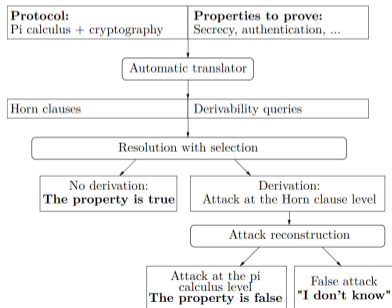 Protocol:
Pi calculus + cryptography
Properties to prove:
Secrecy, authentication, ...
Automatic translator
Horn clauses
Derivability queries
Resolution with selection
No derivation:
The property is true
Derivation:
Attack at the Horn clause level
Attack reconstruction
Attack at the pi
calculus level
The property is false
False attack
"I don't know"